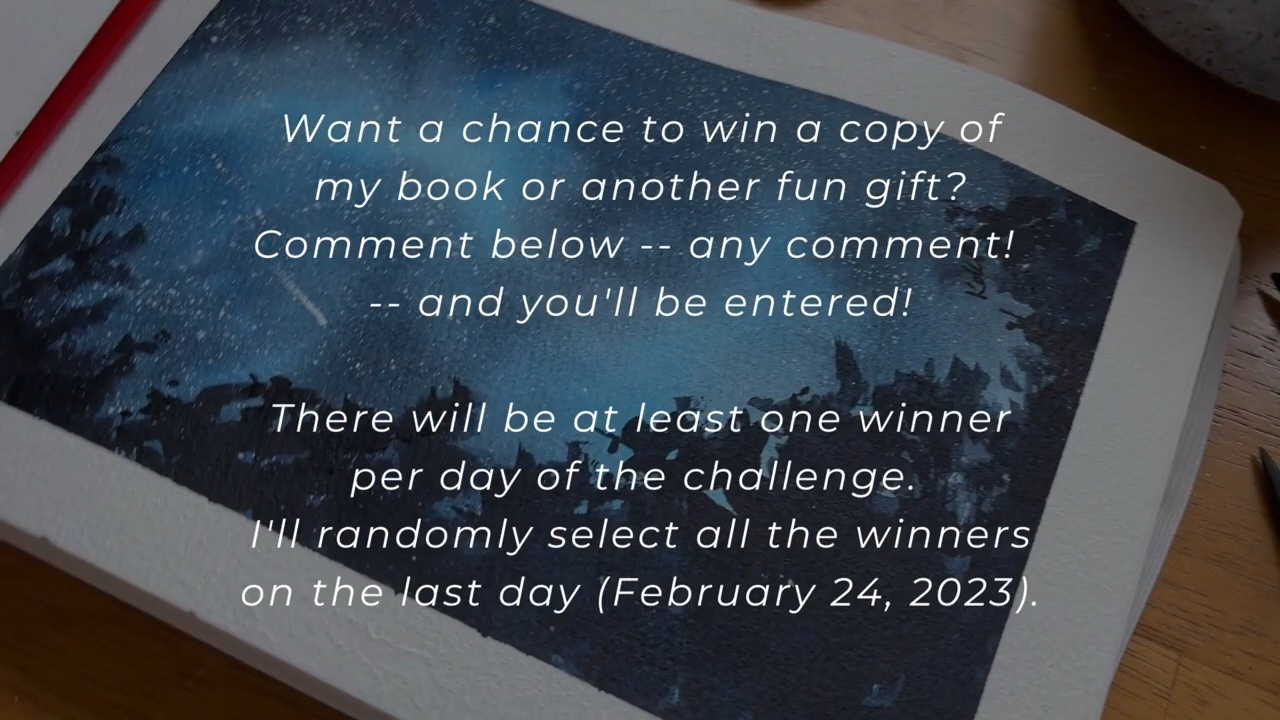 Want a chance to win a copy of
my book or another fun gift?
Comment below -- any comment!
-- and you'll be entered!
There will be at least one winner
per day of the challenge.
I'll randomly select all the winners
on the last day (February 24, 2023).